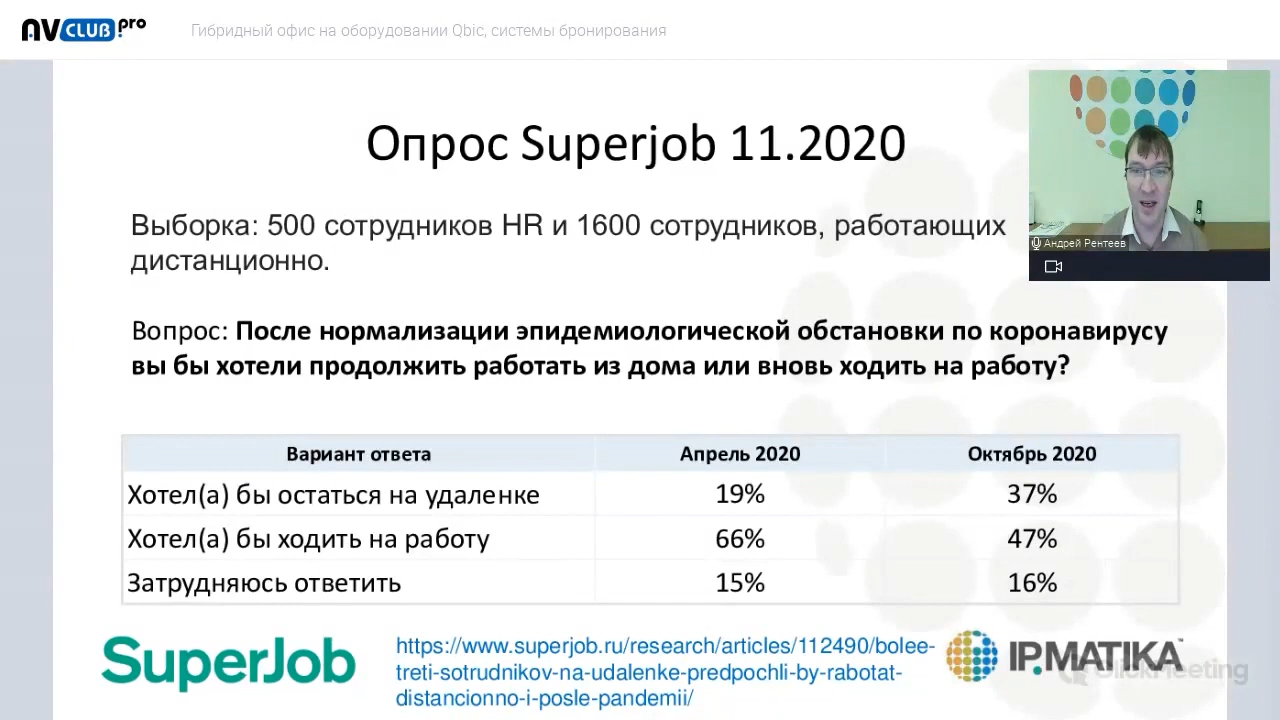 AVCLUB.pro
Гибридный офис на оборудовании Qbic, системы бронирования
Опрос Superjob 11.2020
Выборка: 500 сотрудников HR и 1600 сотрудников, работающих
дистанционно.
Андрей Рентеев
Вопрос: После нормализации эпидемиологической обстановки по коронавирусу
вы бы хотели продолжить работать из дома или вновь ходить на работу?
Вариант ответа Апрель 2020 Октябрь 2020
Хотел(а) бы остаться на удаленке 19% 37%
Хотел(а) бы ходить на работу 66% 47%
Затрудняюсь ответить 15% 16%
SuperJob
https://www.superjob.ru/research/articles/112490/bolee-
treti-sotrudnikov-na-udalenke-predpochli-by-rabotat-
distancionno-i-posle-pandemii/
IPMATIKA™
ClickMeeting